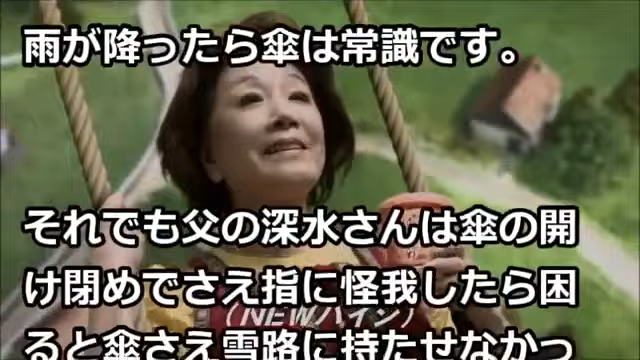 雨が降ったら傘は常識です。
それでも父の深水さんは傘の開
け閉めでさえ指に怪我したら困
（NEWハイジ）
ると傘さえ雪路に持たせなかっ